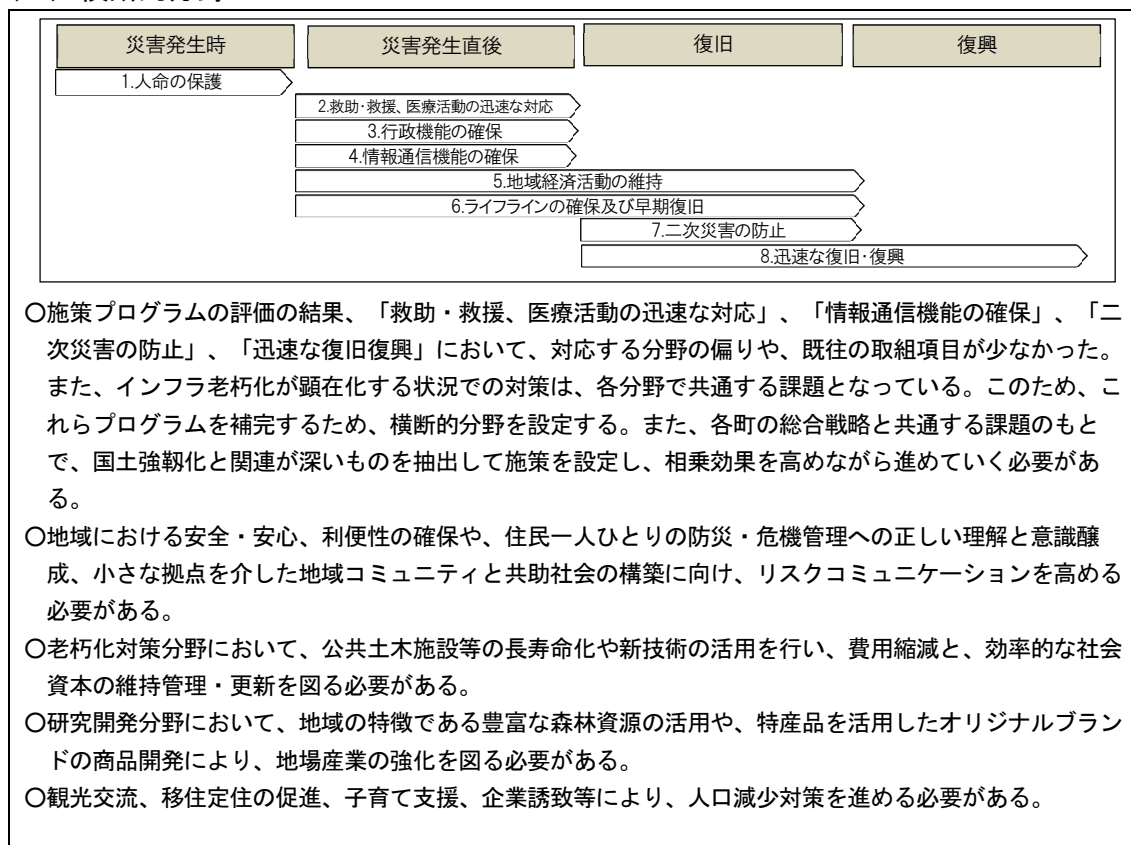 災害発生時 災害発生直後 復旧 復興
1.人命の保護
2.救助･救援、医療活動の迅速な対応
3.行政機能の確保
4.情報通信機能の確保
5.地域経済活動の維持
6.ライフラインの確保及び早期復旧
7.二次災害の防止
8.迅速な復旧･復興
〇施策プログラムの評価の結果、「救助・救援、医療活動の迅速な対応」、「情報通信機能の確保」、「二
次災害の防止」、「迅速な復旧復興」において、対応する分野の偏りや、既往の取組項目が少なかった。
また、インフラ老朽化が顕在化する状況での対策は、各分野で共通する課題となっている。このため、こ
れらプログラムを補完するため、横断的分野を設定する。また、各町の総合戦略と共通する課題のもと
で、国土強靱化と関連が深いものを抽出して施策を設定し、相乗効果を高めながら進めていく必要があ
る。
〇地域における安全・安心、利便性の確保や、住民一人ひとりの防災・危機管理への正しい理解と意識醸
成、小さな拠点を介した地域コミュニティと共助社会の構築に向け、リスクコミュニケーションを高める
必要がある。
〇老朽化対策分野において、公共土木施設等の長寿命化や新技術の活用を行い、費用縮減と、効率的な社会
資本の維持管理・更新を図る必要がある。
〇研究開発分野において、地域の特徴である豊富な森林資源の活用や、特産品を活用したオリジナルブラン
ドの商品開発により、地場産業の強化を図る必要がある。
〇観光交流、移住定住の促進、子育て支援、企業誘致等により、人口減少対策を進める必要がある。